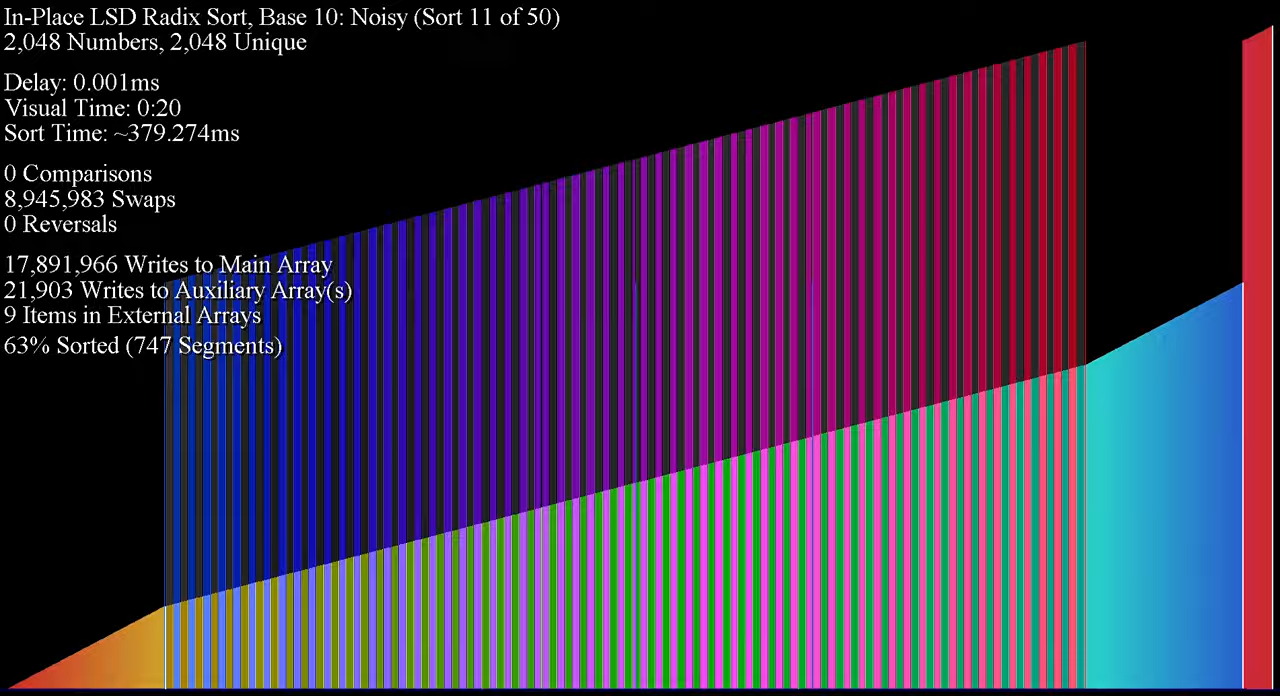 In-Place LSD Radix Sort, Base 10: Noisy (Sort 11 of 50)
2,048 Numbers, 2,048 Unique
Delay: 0.001ms
Visual Time: 0:20
Sort Time: ~379.274ms
0 Comparisons
8,945,983 Swaps
0 Reversals
17,891,966 Writes to Main Array
21,903 Writes to Auxiliary Array(s)
9 Items in External Arrays
63% Sorted (747 Segments)